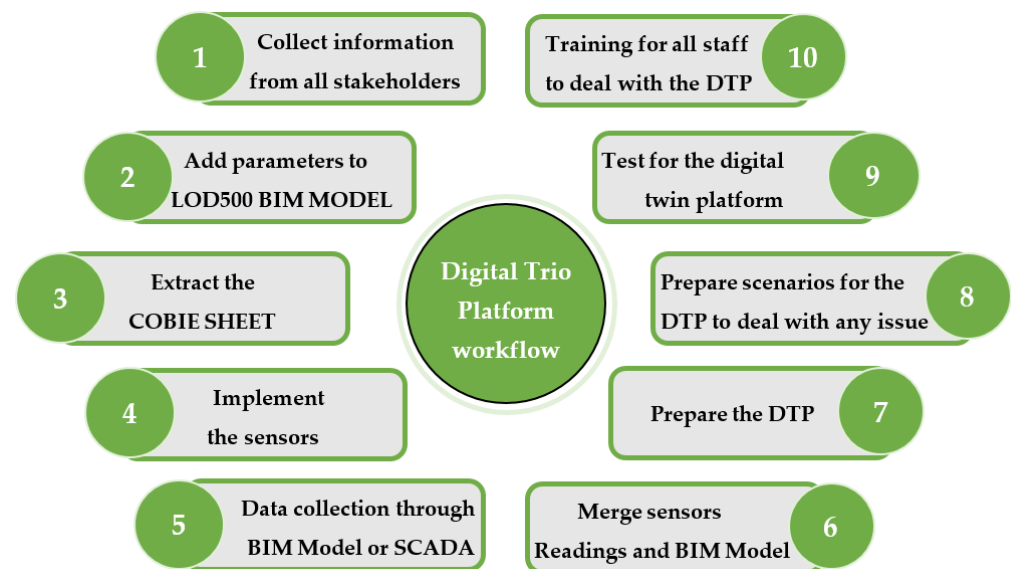 1
Collect information
from all stakeholders
2
Add parameters to
LOD500 BIM MODEL
3
Extract the
COBIE SHEET
4
Implement
the sensors
5
Data collection through
BIM Model or SCADA
Digital Trio
Platform
workflow
6
Merge sensors
Readings and BIM Model
7
Prepare the DTP
8
Prepare scenarios for the
DTP to deal with any issue
9
Test for the digital
twin platform
10
Training for all staff
to deal with the DTP